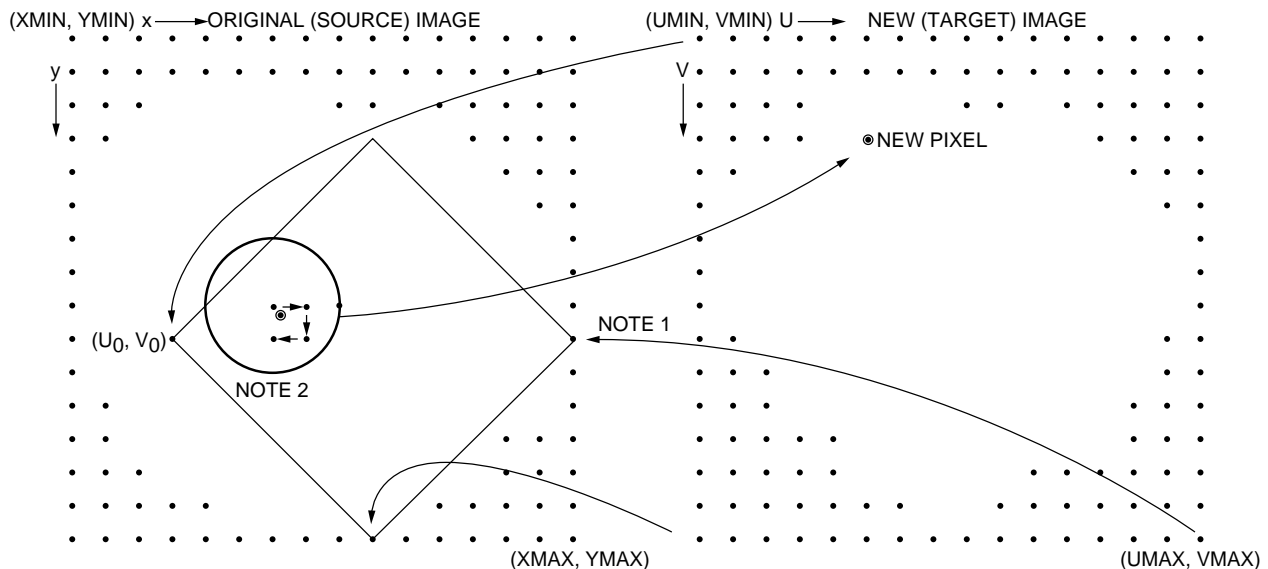 (XMIN, YMIN) x ORIGINAL (SOURCE) IMAGE
(UMIN, VMIN) U NEW (TARGET) IMAGE
y
V
NEW PIXEL
(U0, V0)
NOTE 1
NOTE 2
(XMAX, YMAX)
(UMAX, VMAX)